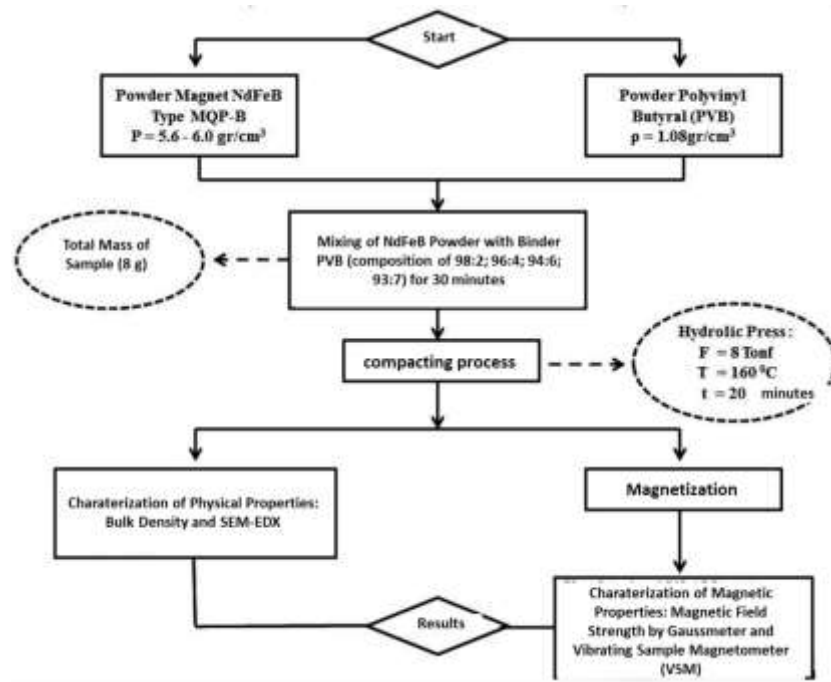 Start
Powder Magnet NdFeB
Type MQP-B
P = 5.6 - 6.0 gr/cm³
Powder Polyvinyl
Butyral (PVB)
ρ = 1.08gr/cm³
Total Mass of
Sample (8 g)
Mixing of NdFeB Powder with Binder
PVB (composition of 98:2; 96:4; 94:6;
93:7) for 30 minutes
compacting process
Hydrolic Press :
F = 8 Tonf
T = 160 ⁰C
t = 20 minutes
Charaterization of Physical Properties:
Bulk Density and SEM-EDX
Magnetization
Charaterization of Magnetic
Properties: Magnetic Field
Strength by Gaussmeter and
Vibrating Sample Magnetometer
(VSM)
Results